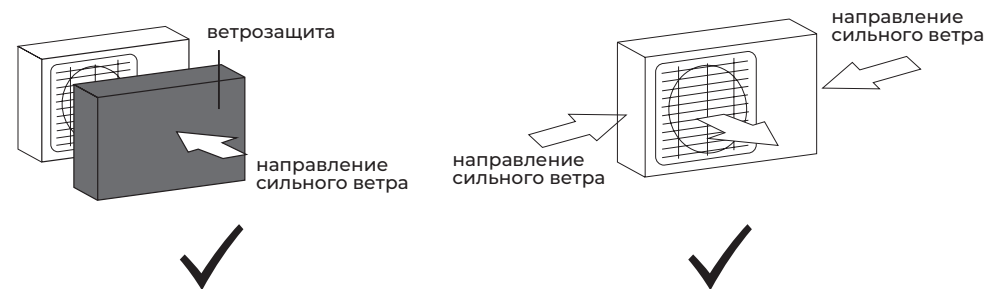 ветрозащита
направление
сильного ветра
направление
сильного ветра
направление
сильного ветра